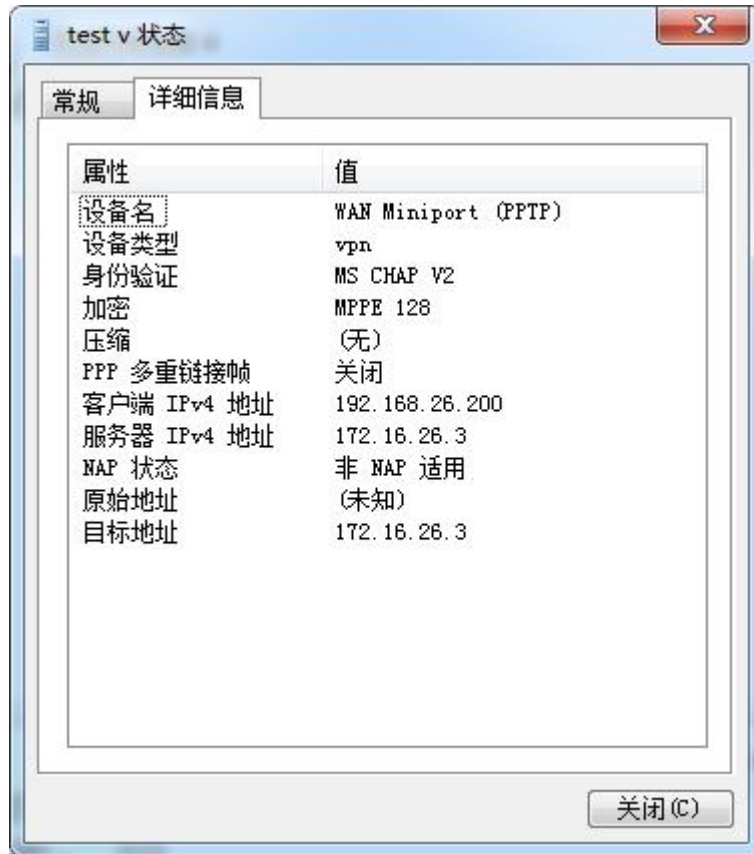 test v 状态
常规 详细信息
属性 值
设备名 WAN Miniport (PPTP)
设备类型 vpn
身份验证 MS CHAP V2
加密 MPPE 128
压缩 (无)
PPP 多重链接帧 关闭
客户端 IPv4 地址 192.168.26.200
服务器 IPv4 地址 172.16.26.3
NAP 状态 非 NAP 适用
原始地址 (未知)
目标地址 172.16.26.3
关闭(C)